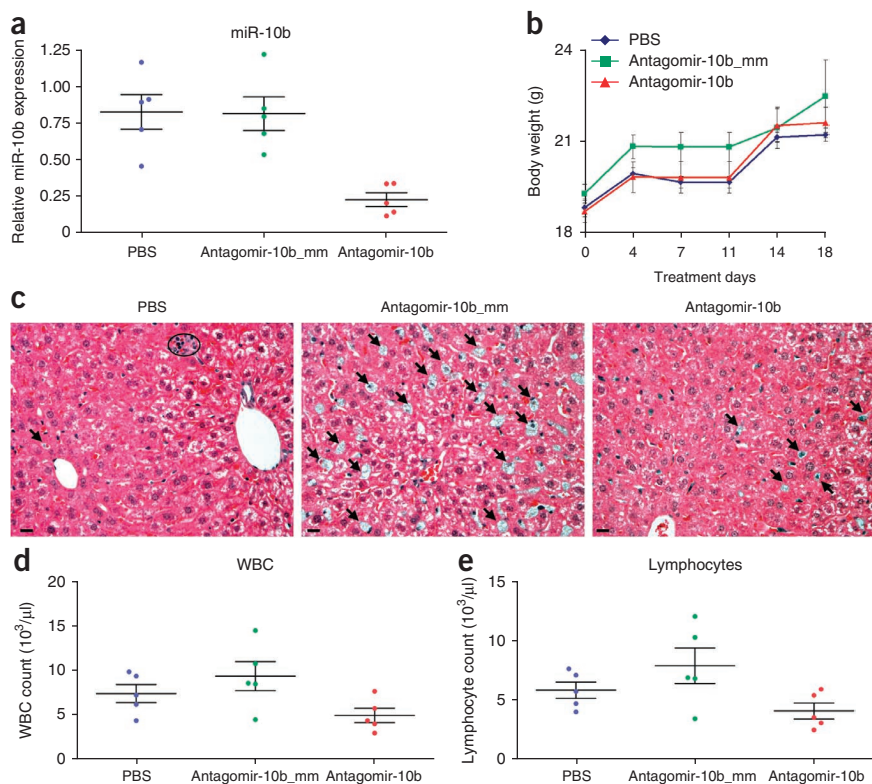 a
miR-10b
Relative miR-10b expression
1.25
1.00
0.75
0.50
0.25
0
PBS
Antagomir-10b_mm
Antagomir-10b
b
PBS
Antagomir-10b_mm
Antagomir-10b
Body weight (g)
24
21
18
0 4 7 11 14 18
Treatment days
c
PBS
Antagomir-10b_mm
Antagomir-10b
d
WBC
WBC count (10³/µl)
20
15
10
5
0
PBS
Antagomir-10b_mm
Antagomir-10b
e
Lymphocytes
Lymphocyte count (10³/µl)
15
10
5
0
PBS
Antagomir-10b_mm
Antagomir-10b